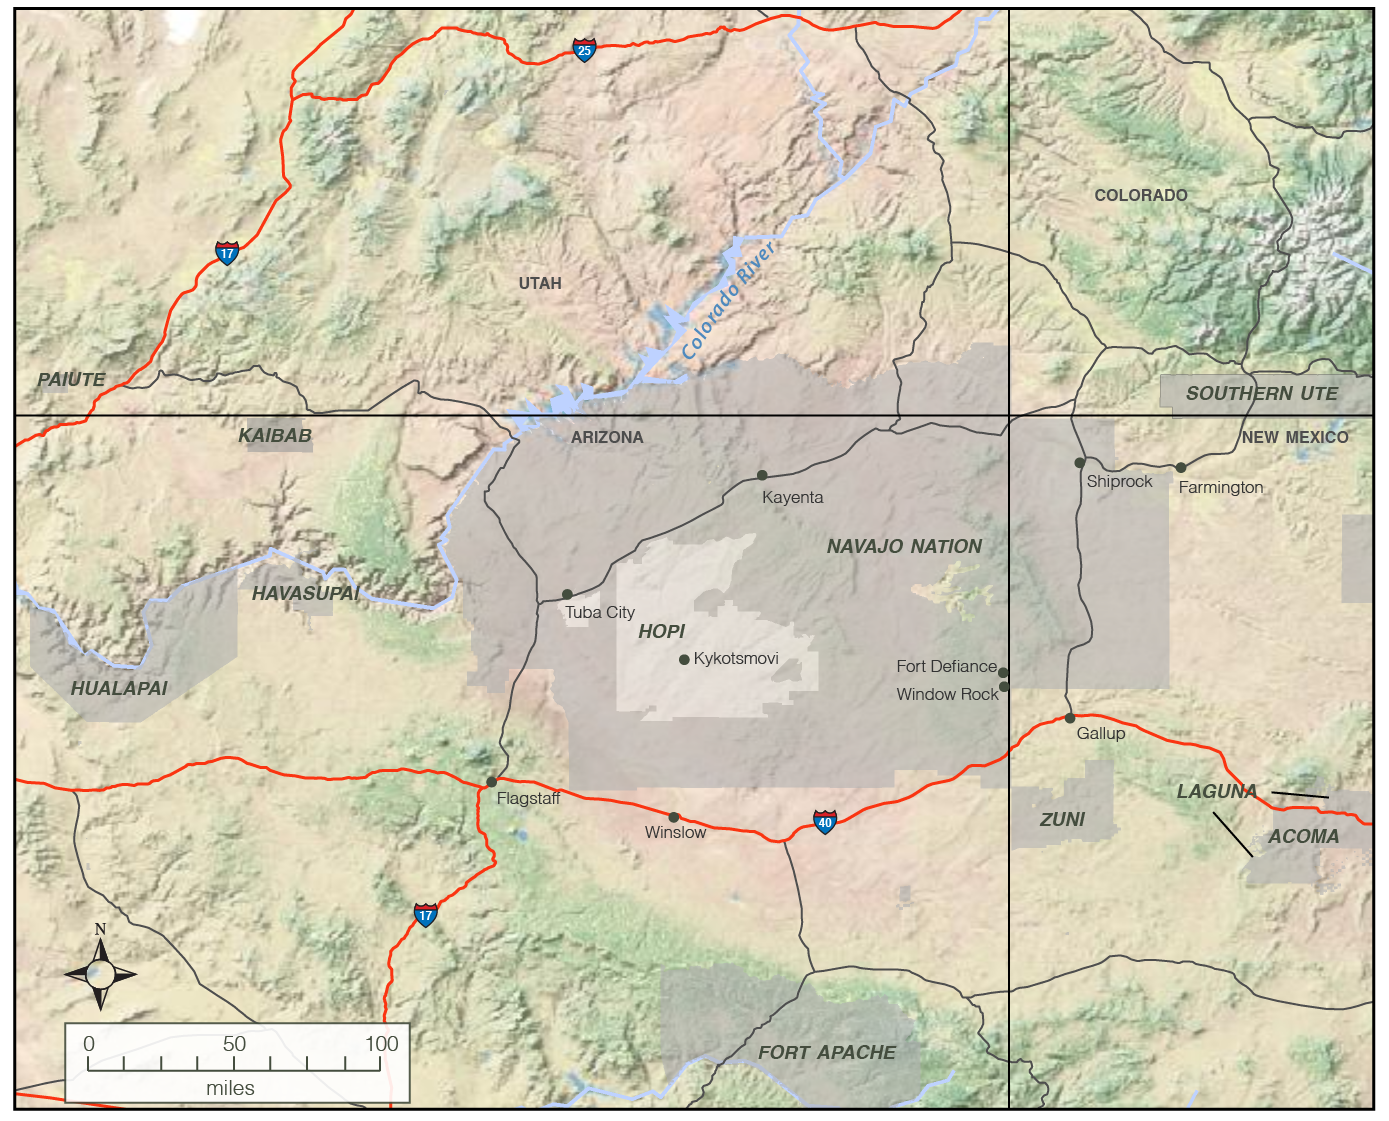 25
COLORADO
17
Colorado River
UTAH
PAIUTE
SOUTHERN UTE
KAIBAB
ARIZONA
NEW MEXICO
Shiprock
Farmington
Kayenta
NAVAJO NATION
HAVASUPAI
Tuba City
HOPI
Kykotsmovi
Fort Defiance
HUALAPAI
Window Rock
Gallup
LAGUNA
Flagstaff
ZUNI
40
Winslow
ACOMA
17
N
0 50 100
miles
FORT APACHE